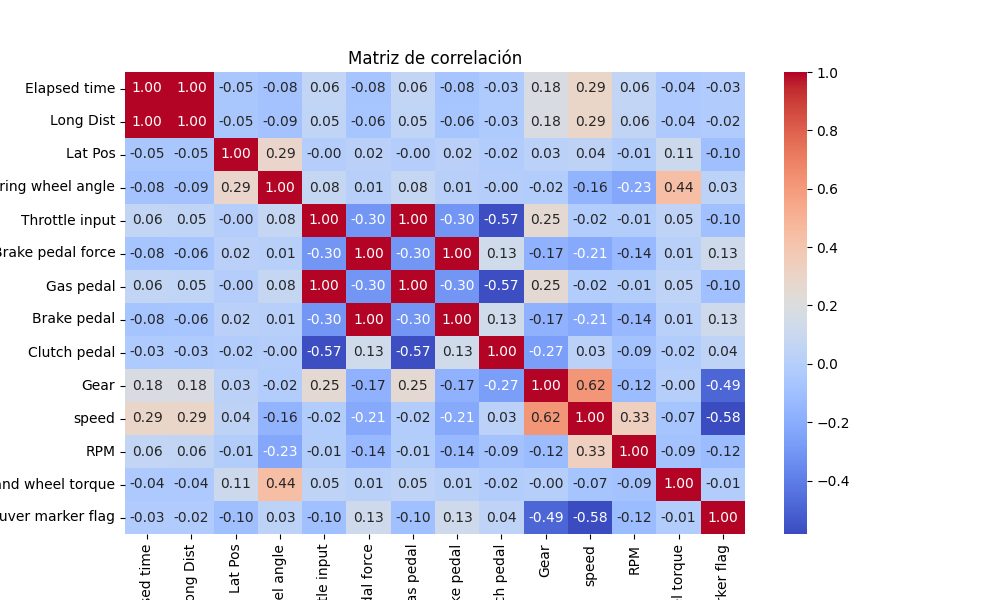 Matriz de correlación
Elapsed time 1.00 1.00 -0.05 -0.08 0.06 -0.08 0.06 -0.08 -0.03 0.18 0.29 0.06 -0.04 -0.03
Long Dist 1.00 1.00 -0.05 -0.09 0.05 -0.06 0.05 -0.06 -0.03 0.18 0.29 0.06 -0.04 -0.02
Lat Pos -0.05 -0.05 1.00 0.29 -0.00 0.02 -0.00 0.02 -0.02 0.03 0.04 -0.01 0.11 -0.10
ring wheel angle -0.08 -0.09 0.29 1.00 0.08 0.01 0.08 0.01 -0.00 -0.02 -0.16 -0.23 0.44 0.03
Throttle input 0.06 0.05 -0.00 0.08 1.00 -0.30 1.00 -0.30 -0.57 0.25 -0.02 -0.01 0.05 -0.10
Brake pedal force -0.08 -0.06 0.02 0.01 -0.30 1.00 -0.30 1.00 0.13 -0.17 -0.21 -0.14 0.01 0.13
Gas pedal 0.06 0.05 -0.00 0.08 1.00 -0.30 1.00 -0.30 -0.57 0.25 -0.02 -0.01 0.05 -0.10
Brake pedal -0.08 -0.06 0.02 0.01 -0.30 1.00 -0.30 1.00 0.13 -0.17 -0.21 -0.14 0.01 0.13
Clutch pedal -0.03 -0.03 -0.02 -0.00 -0.57 0.13 -0.57 0.13 1.00 -0.27 0.03 -0.09 -0.02 0.04
Gear 0.18 0.18 0.03 -0.02 0.25 -0.17 0.25 -0.17 -0.27 1.00 0.62 -0.12 -0.00 -0.49
speed 0.29 0.29 0.04 -0.16 -0.02 -0.21 -0.02 -0.21 0.03 0.62 1.00 0.33 -0.07 -0.58
RPM 0.06 0.06 -0.01 -0.23 -0.01 -0.14 -0.01 -0.14 -0.09 -0.12 0.33 1.00 -0.09 -0.12
and wheel torque -0.04 -0.04 0.11 0.44 0.05 0.01 0.05 0.01 -0.02 -0.00 -0.07 -0.09 1.00 -0.01
uver marker flag -0.03 -0.02 -0.10 0.03 -0.10 0.13 -0.10 0.13 0.04 -0.49 -0.58 -0.12 -0.01 1.00
sed time
ong Dist
Lat Pos
el angle
tle input
dal force
as pedal
ke pedal
ch pedal
Gear
speed
RPM
l torque
rker flag
1.0
0.8
0.6
0.4
0.2
0.0
−0.2
−0.4